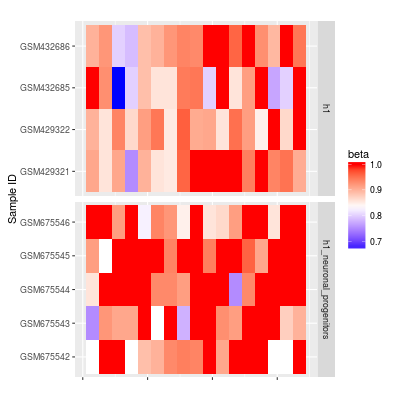 Sample ID
GSM432686
GSM432685
GSM429322
GSM429321
h1
GSM675546
GSM675545
GSM675544
GSM675543
GSM675542
h1_neuronal_progenitors
beta
1.0
0.9
0.8
0.7